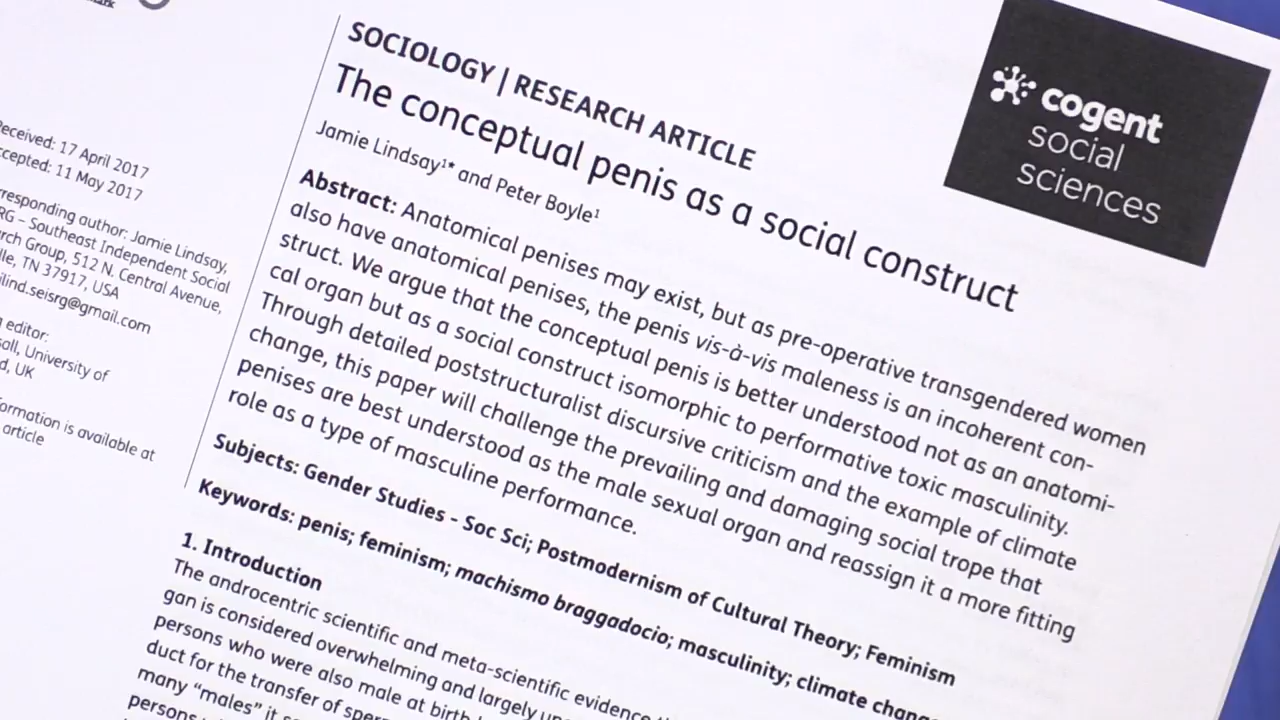 cogent
social
sciences
SOCIOLOGY | RESEARCH ARTICLE
The conceptual penis as a social construct
Jamie Lindsay1* and Peter Boyle1
Abstract: Anatomical penises may exist, but as pre-operative transgendered women
also have anatomical penises, the penis vis-à-vis maleness is an incoherent con-
struct. We argue that the conceptual penis is better understood not as an anatomi-
cal organ but as a social construct isomorphic to performative toxic masculinity.
Through detailed poststructuralist discursive criticism and the example of climate
change, this paper will challenge the prevailing and damaging social trope that
penises are best understood as the male sexual organ and reassign it a more fitting
role as a type of masculine performance.
Subjects: Gender Studies - Soc Sci; Postmodernism of Cultural Theory; Feminism
Keywords: penis; feminism; machismo braggadocio; masculinity; climate chang
1. Introduction
The androcentric scientific and meta-scientific evidence
gan is considered overwhelming and largely
persons who were also male at birth
duct for the transfer of
many “males” it
persons
eceived: 17 April 2017
ccepted: 11 May 2017
rresponding author: Jamie Lindsay,
RG – Southeast Independent Social
arch Group, 512 N. Central Avenue,
lle, TN 37917, USA
ilind.seisrg@gmail.com
editor:
sall, University of
d, UK
formation is available at
article